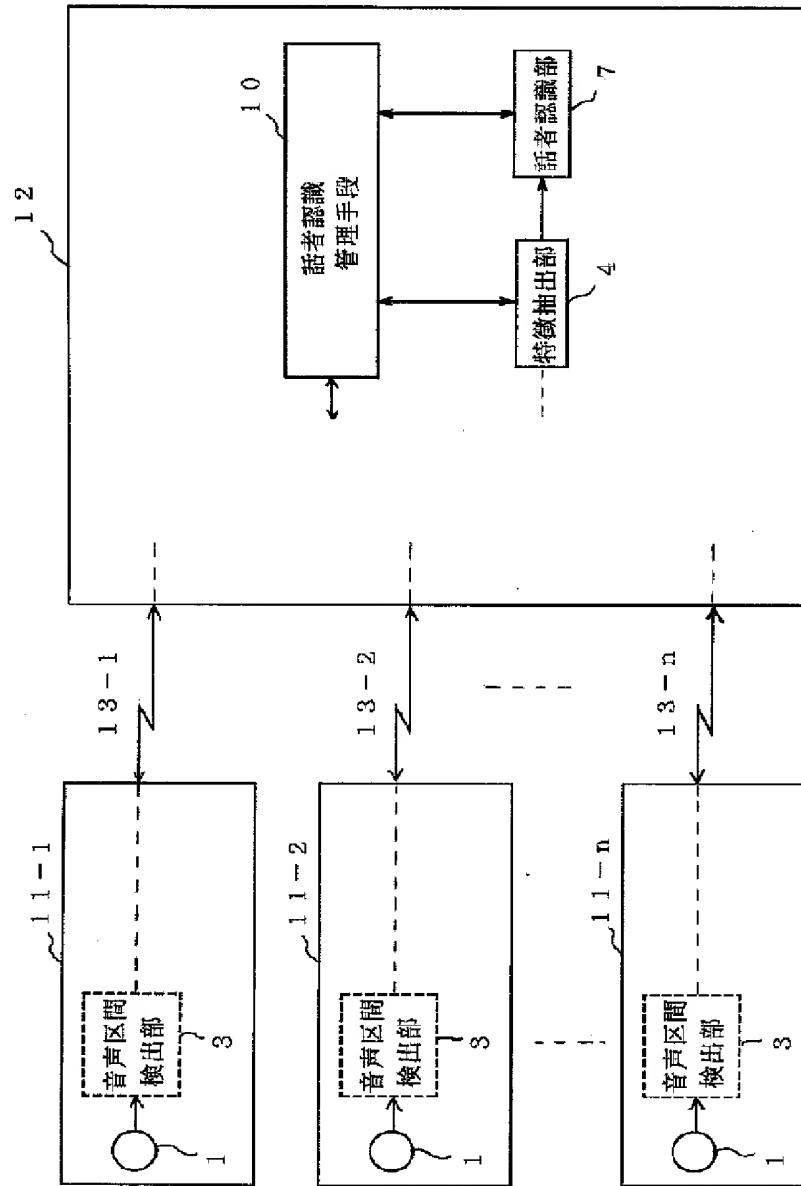 12
10
話者認識
管理手段
話者認識部
7
特徴抽出部
4
13-1
13-2
13-n
11-1
音声区間
検出部
3
1
11-2
音声区間
検出部
3
1
11-n
音声区間
検出部
3
1